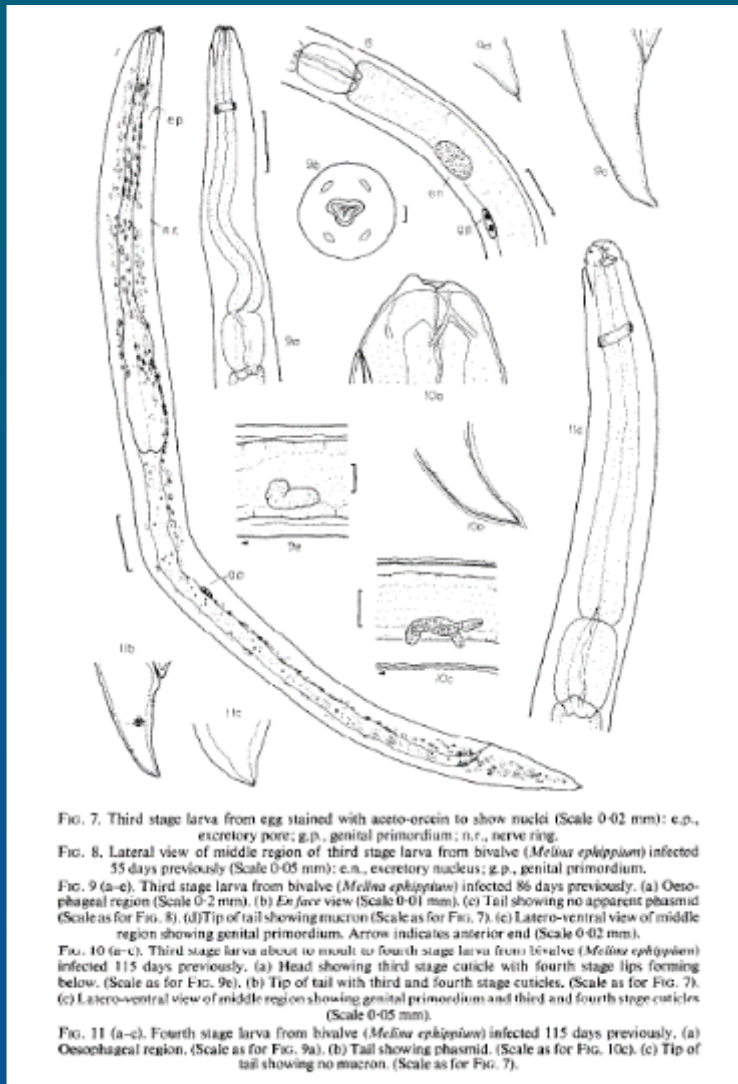 7
8
9d
9c
e.p.
9b
e.n.
g.p.
n.r.
9a
10a
11a
9e
10b
g.p.
10c
11b
11c
FIG. 7. Third stage larva from egg stained with aceto-orcein to show nuclei (Scale 0·02 mm): e.p.,
excretory pore; g.p., genital primordium; n.r., nerve ring.
FIG. 8. Lateral view of middle region of third stage larva from bivalve (Melina ephippium) infected
55 days previously (Scale 0·05 mm): e.n., excretory nucleus; g.p., genital primordium.
FIG. 9 (a–e). Third stage larva from bivalve (Melina ephippium) infected 86 days previously. (a) Oeso-
phageal region (Scale 0·2 mm). (b) En face view (Scale 0·01 mm). (c) Tail showing no apparent phasmid
(Scale as for FIG. 8). (d)Tip of tail showing mucron (Scale as for FIG. 7). (e) Latero-ventral view of middle
region showing genital primordium. Arrow indicates anterior end (Scale 0·02 mm).
FIG. 10 (a–c). Third stage larva about to moult to fourth stage larva from bivalve (Melina ephippium)
infected 115 days previously. (a) Head showing third stage cuticle with fourth stage lips forming
below. (Scale as for FIG. 9e). (b) Tip of tail with third and fourth stage cuticles. (Scale as for FIG. 7).
(c) Latero-ventral view of middle region showing genital primordium and third and fourth stage cuticles
(Scale 0·05 mm).
FIG. 11 (a–c). Fourth stage larva from bivalve (Melina ephippium) infected 115 days previously. (a)
Oesophageal region. (Scale as for FIG. 9a). (b) Tail showing phasmid. (Scale as for FIG. 10c). (c) Tip of
tail showing no mucron. (Scale as for FIG. 7).